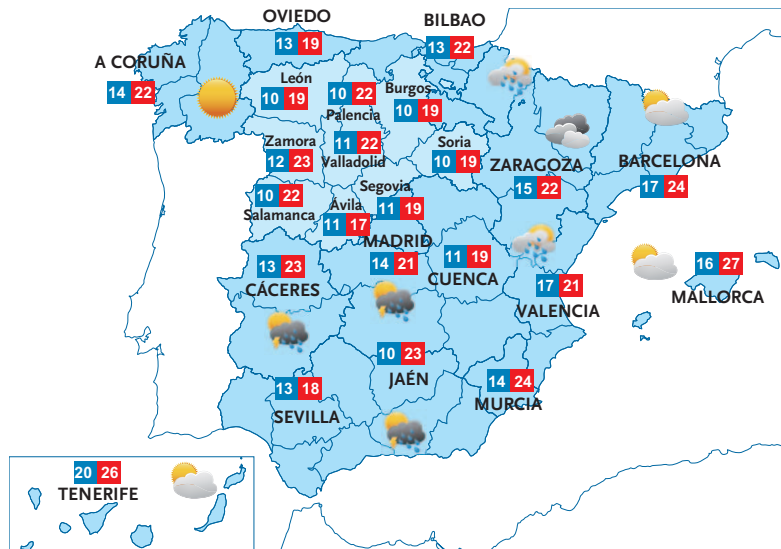 OVIEDO
13 19
BILBAO
13 22
A CORUÑA
14 22
León
10 19
10 22
Palencia
Burgos
10 19
Zamora
12 23
11 22
Valladolid
Soria
10 19
ZARAGOZA
15 22
BARCELONA
17 24
10 22
Salamanca
Ávila
11 17
Segovia
11 19
MADRID
14 21
11 19
CUENCA
13 23
CÁCERES
17 21
VALENCIA
16 27
MALLORCA
10 23
JAÉN
13 18
SEVILLA
14 24
MURCIA
20 26
TENERIFE